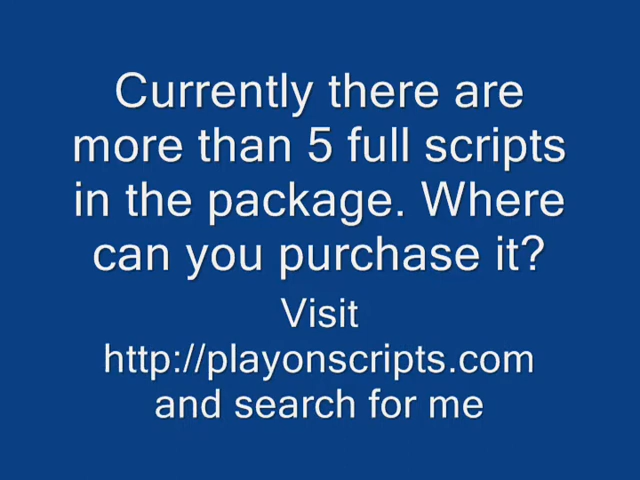 Currently there are
more than 5 full scripts
in the package. Where
can you purchase it?
Visit
http://playonscripts.com
and search for me